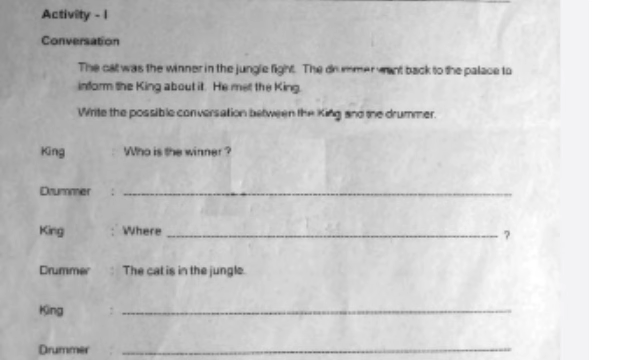 Activity - I
Conversation
The cat was the winner in the jungle fight. The drummer went back to the palace to
inform the King about it. He met the King.
Write the possible conversation between the King and the drummer.
King : Who is the winner ?
Drummer :
King : Where ?
Drummer : The cat is in the jungle.
King :
Drummer